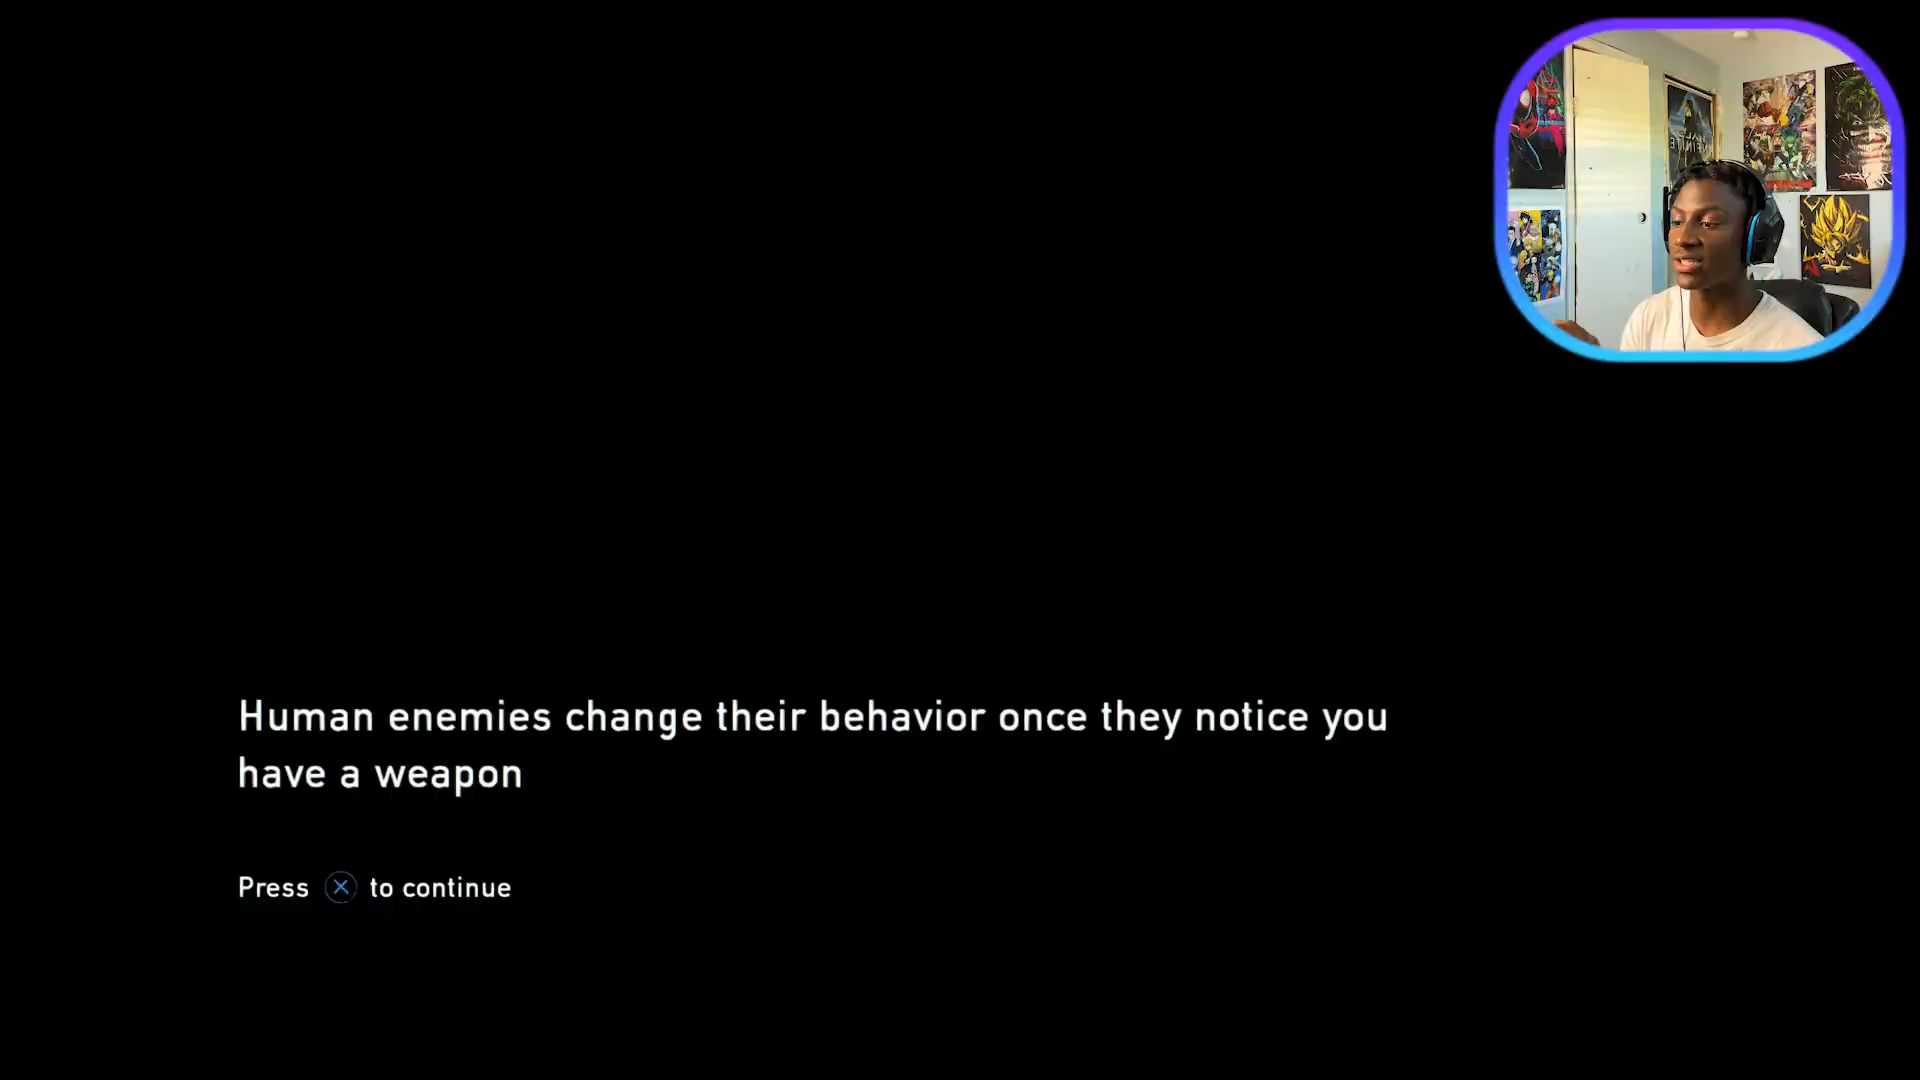 Human enemies change their behavior once they notice you
have a weapon
Press ⓧ to continue